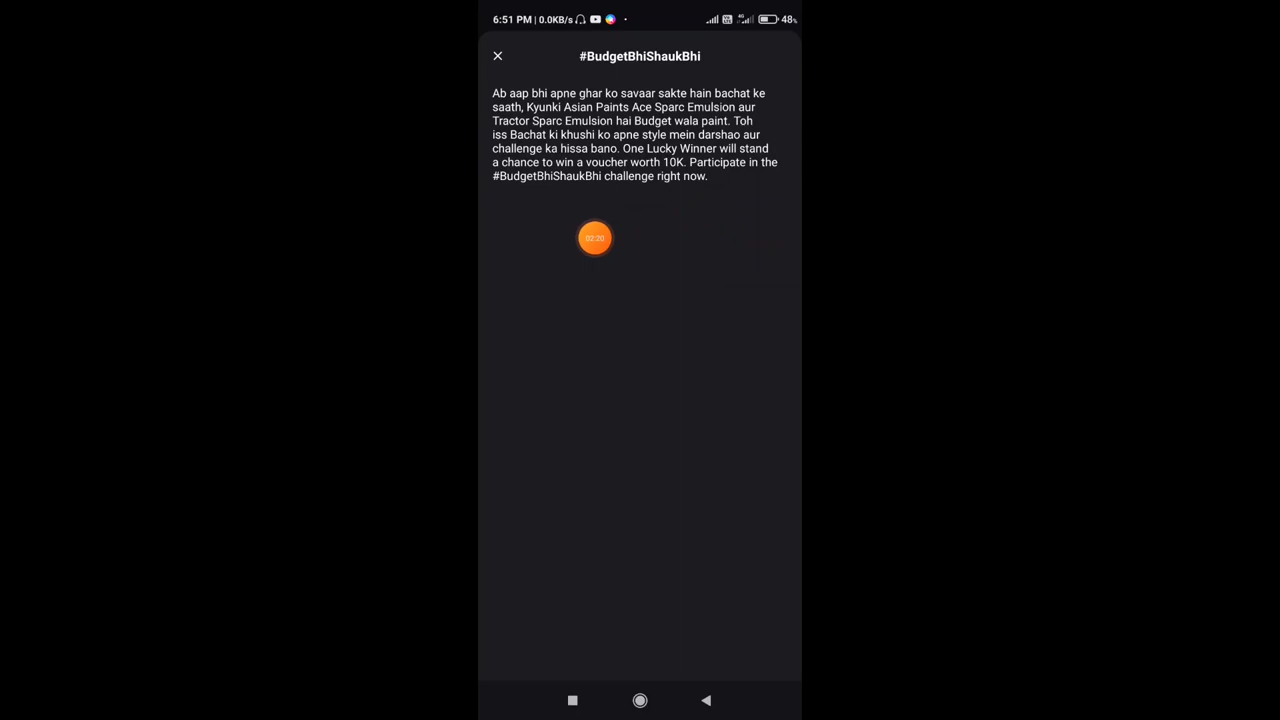 6:51 PM | 0.0KB/s 48%
#BudgetBhiShaukBhi
Ab aap bhi apne ghar ko savaar sakte hain bachat ke
saath, Kyunki Asian Paints Ace Sparc Emulsion aur
Tractor Sparc Emulsion hai Budget wala paint. Toh
iss Bachat ki khushi ko apne style mein darshao aur
challenge ka hissa bano. One Lucky Winner will stand
a chance to win a voucher worth 10K. Participate in the
#BudgetBhiShaukBhi challenge right now.
02:20